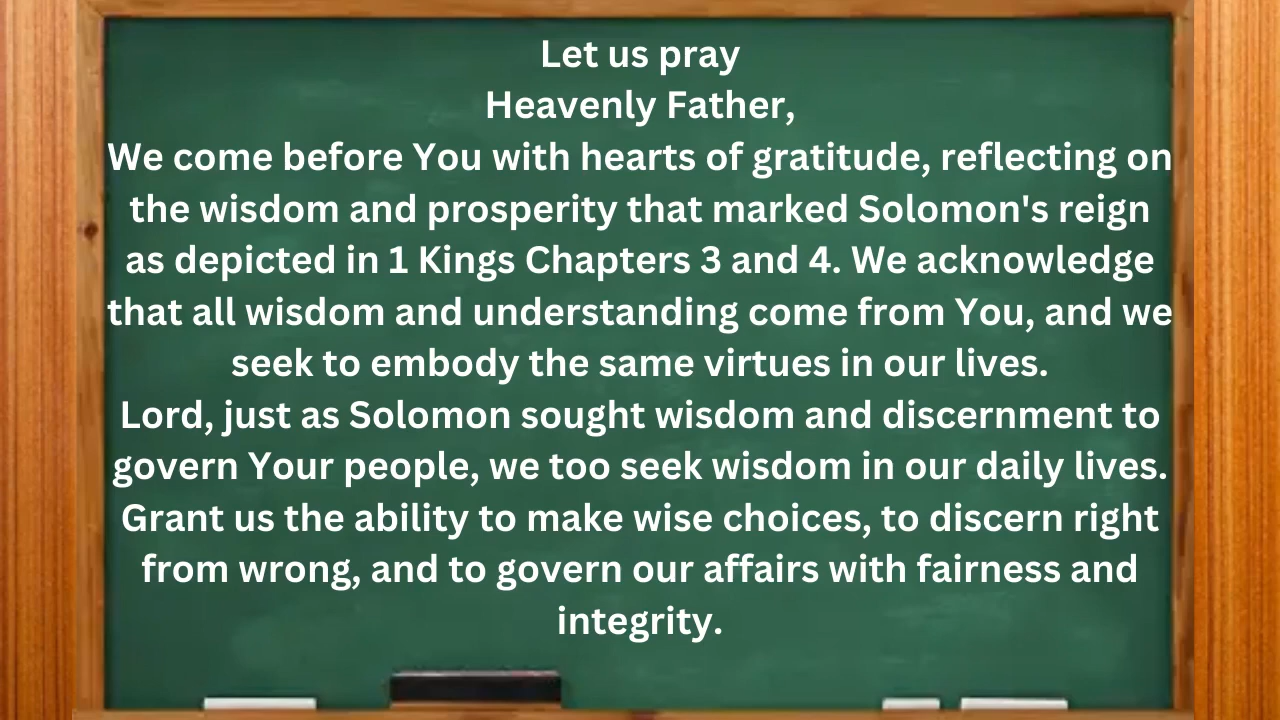 Let us pray
Heavenly Father,
We come before You with hearts of gratitude, reflecting on
the wisdom and prosperity that marked Solomon's reign
as depicted in 1 Kings Chapters 3 and 4. We acknowledge
that all wisdom and understanding come from You, and we
seek to embody the same virtues in our lives.
Lord, just as Solomon sought wisdom and discernment to
govern Your people, we too seek wisdom in our daily lives.
Grant us the ability to make wise choices, to discern right
from wrong, and to govern our affairs with fairness and
integrity.